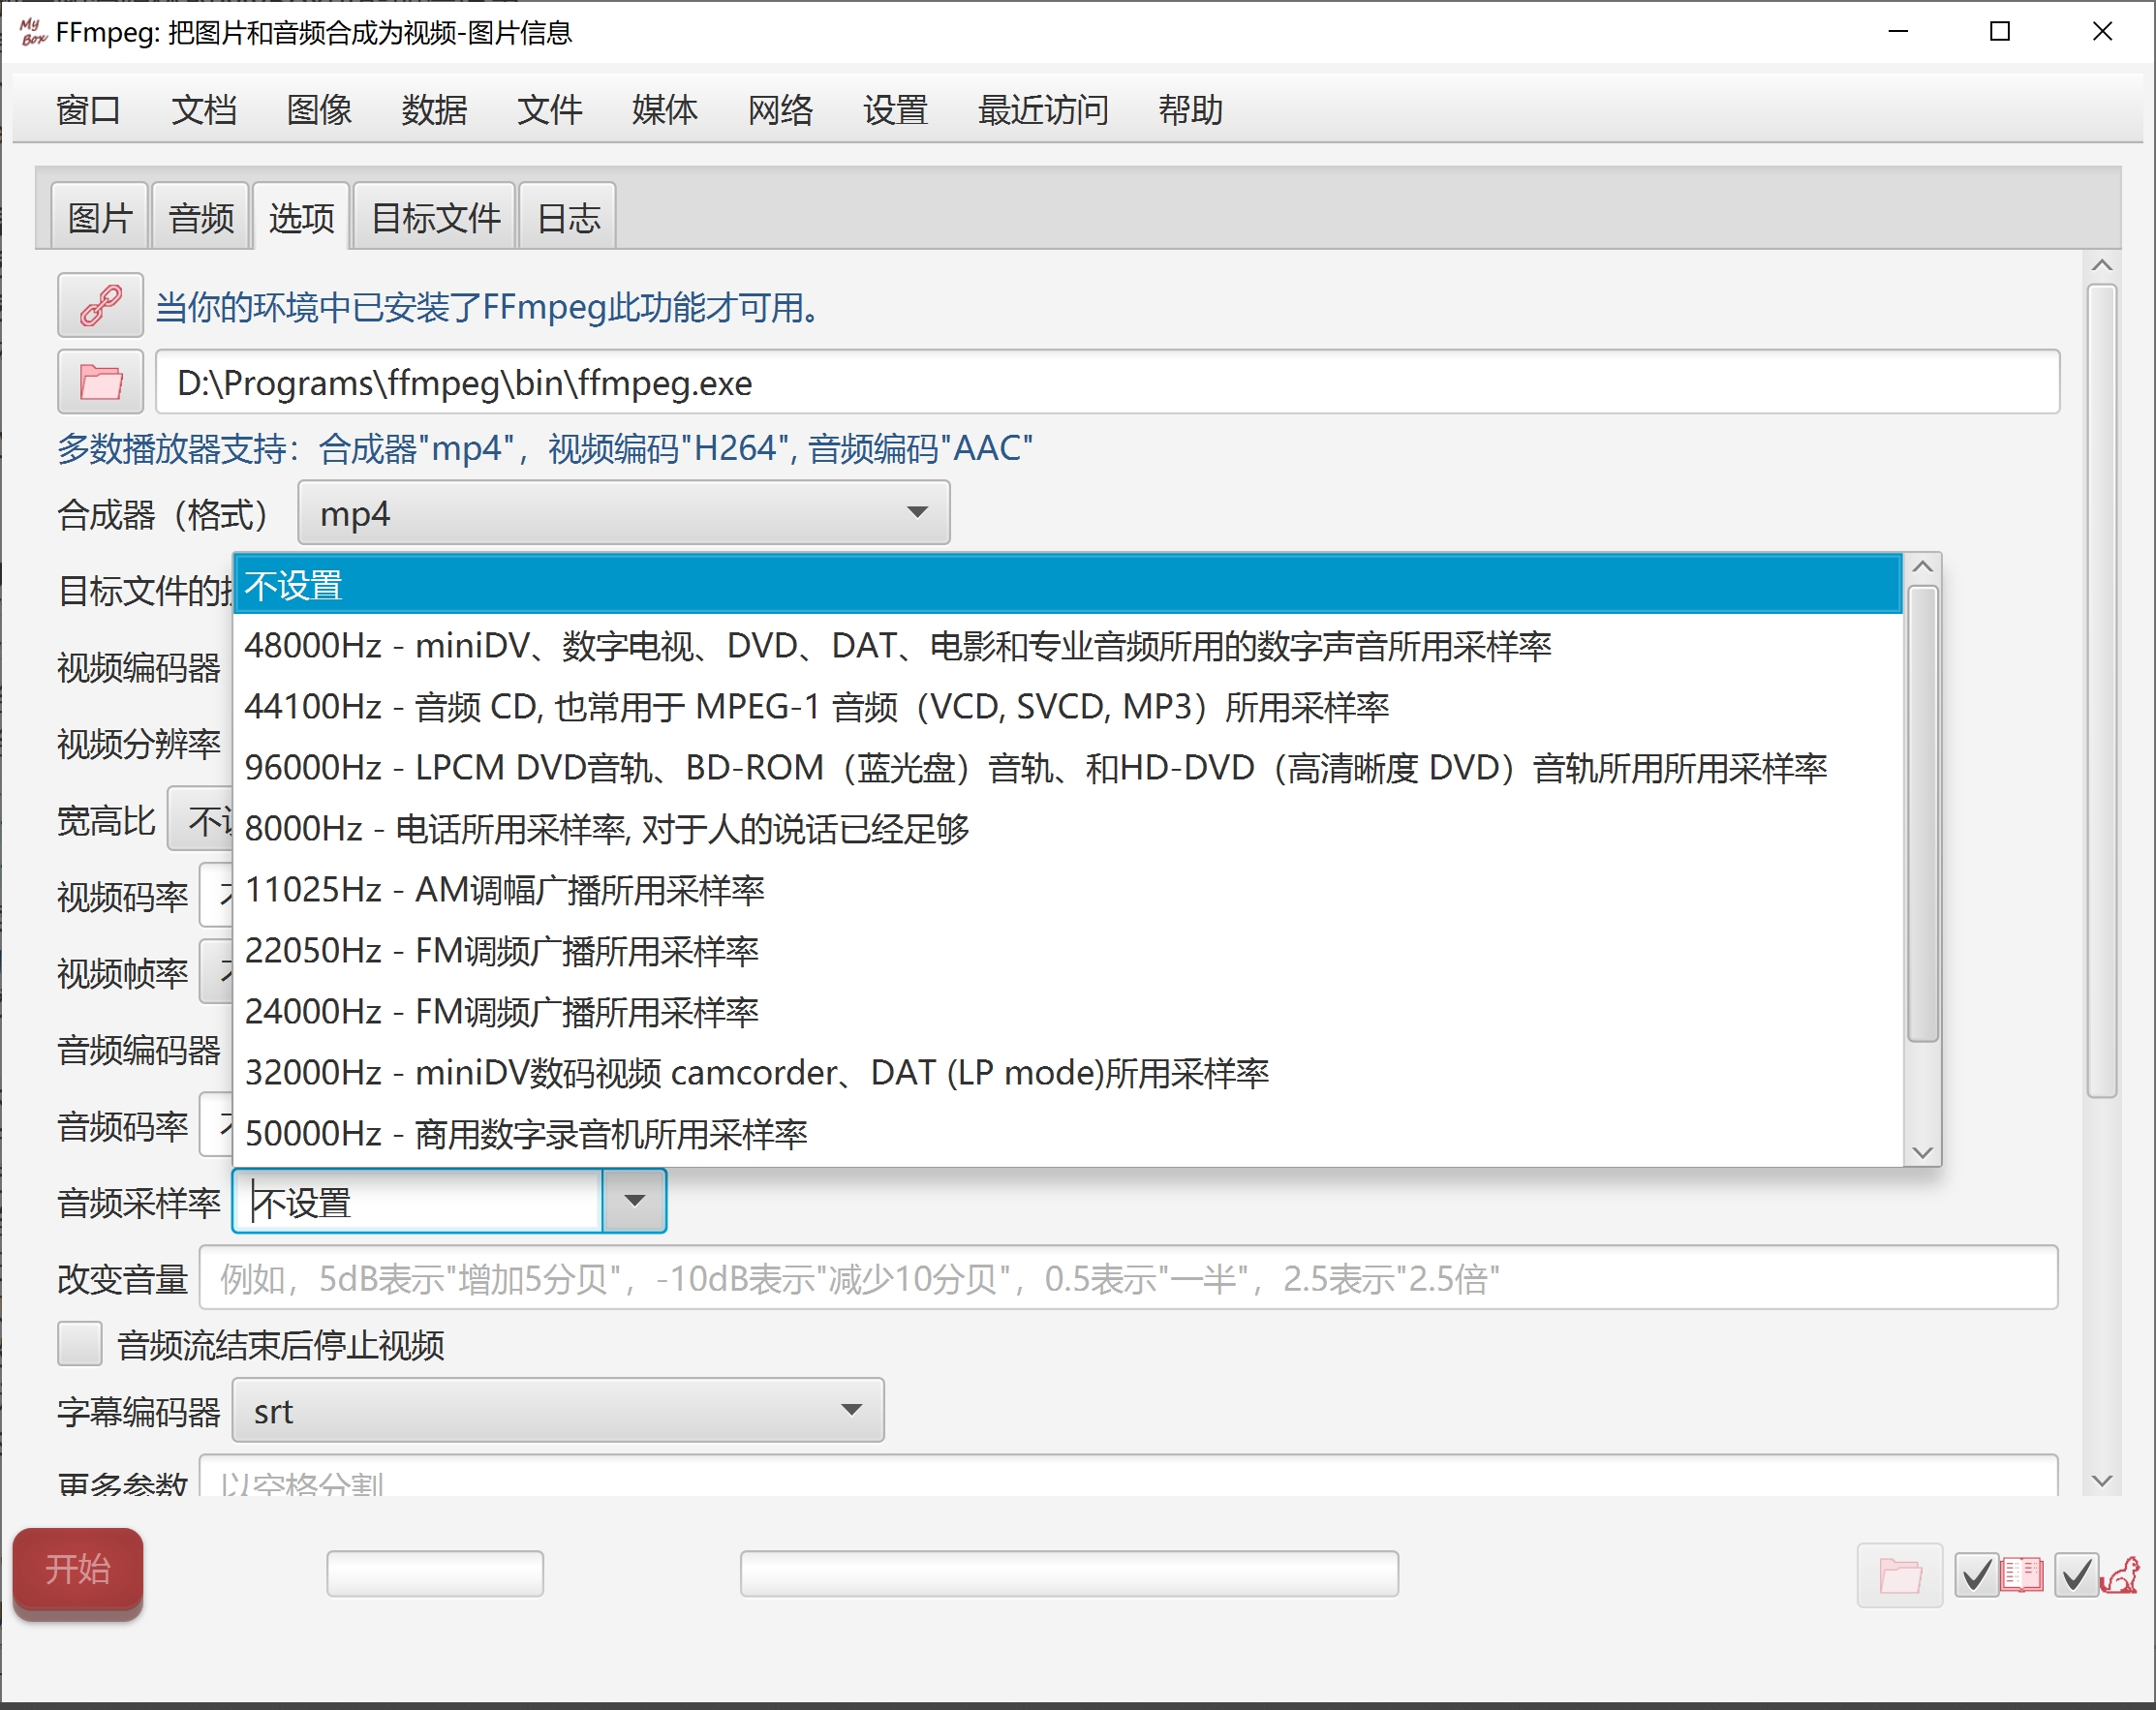 My Box FFmpeg: 把图片和音频合成为视频-图片信息
窗口 文档 图像 数据 文件 媒体 网络 设置 最近访问 帮助
图片 音频 选项 目标文件 日志
当你的环境中已安装了FFmpeg此功能才可用。
D:\Programs\ffmpeg\bin\ffmpeg.exe
多数播放器支持：合成器"mp4"，视频编码"H264", 音频编码"AAC"
合成器（格式） mp4
目标文件的
不设置
48000Hz - miniDV、数字电视、DVD、DAT、电影和专业音频所用的数字声音所用采样率
视频编码器
44100Hz - 音频 CD, 也常用于 MPEG-1 音频（VCD, SVCD, MP3）所用采样率
视频分辨率
96000Hz - LPCM DVD音轨、BD-ROM（蓝光盘）音轨、和HD-DVD（高清晰度 DVD）音轨所用所用采样率
宽高比 不
8000Hz - 电话所用采样率, 对于人的说话已经足够
视频码率
11025Hz - AM调幅广播所用采样率
22050Hz - FM调频广播所用采样率
视频帧率
24000Hz - FM调频广播所用采样率
音频编码器
32000Hz - miniDV数码视频 camcorder、DAT (LP mode)所用采样率
音频码率
50000Hz - 商用数字录音机所用采样率
音频采样率 不设置
改变音量 例如，5dB表示"增加5分贝"，-10dB表示"减少10分贝"，0.5表示"一半"，2.5表示"2.5倍"
音频流结束后停止视频
字幕编码器 srt
更多参数 以空格分割
开始